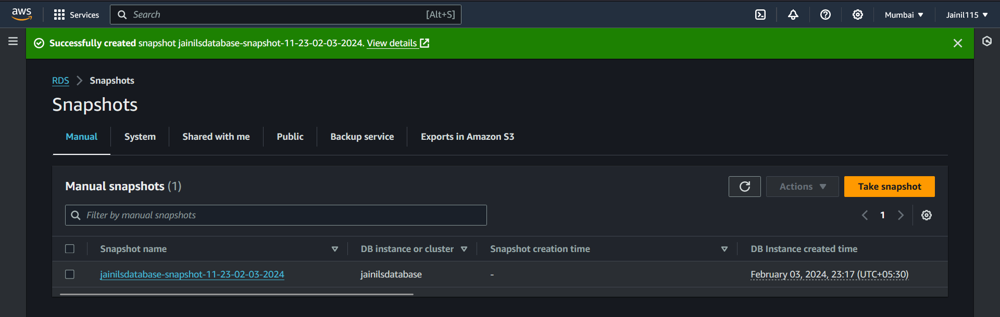 aws Services Search [Alt+S] Mumbai Jainil115
Successfully created snapshot jainilsdatabase-snapshot-11-23-02-03-2024. View details
RDS Snapshots
Snapshots
Manual System Shared with me Public Backup service Exports in Amazon S3
Manual snapshots (1) Actions Take snapshot
Filter by manual snapshots 1
Snapshot name DB instance or cluster Snapshot creation time DB Instance created time
jainilsdatabase-snapshot-11-23-02-03-2024 jainilsdatabase - February 03, 2024, 23:17 (UTC+05:30)